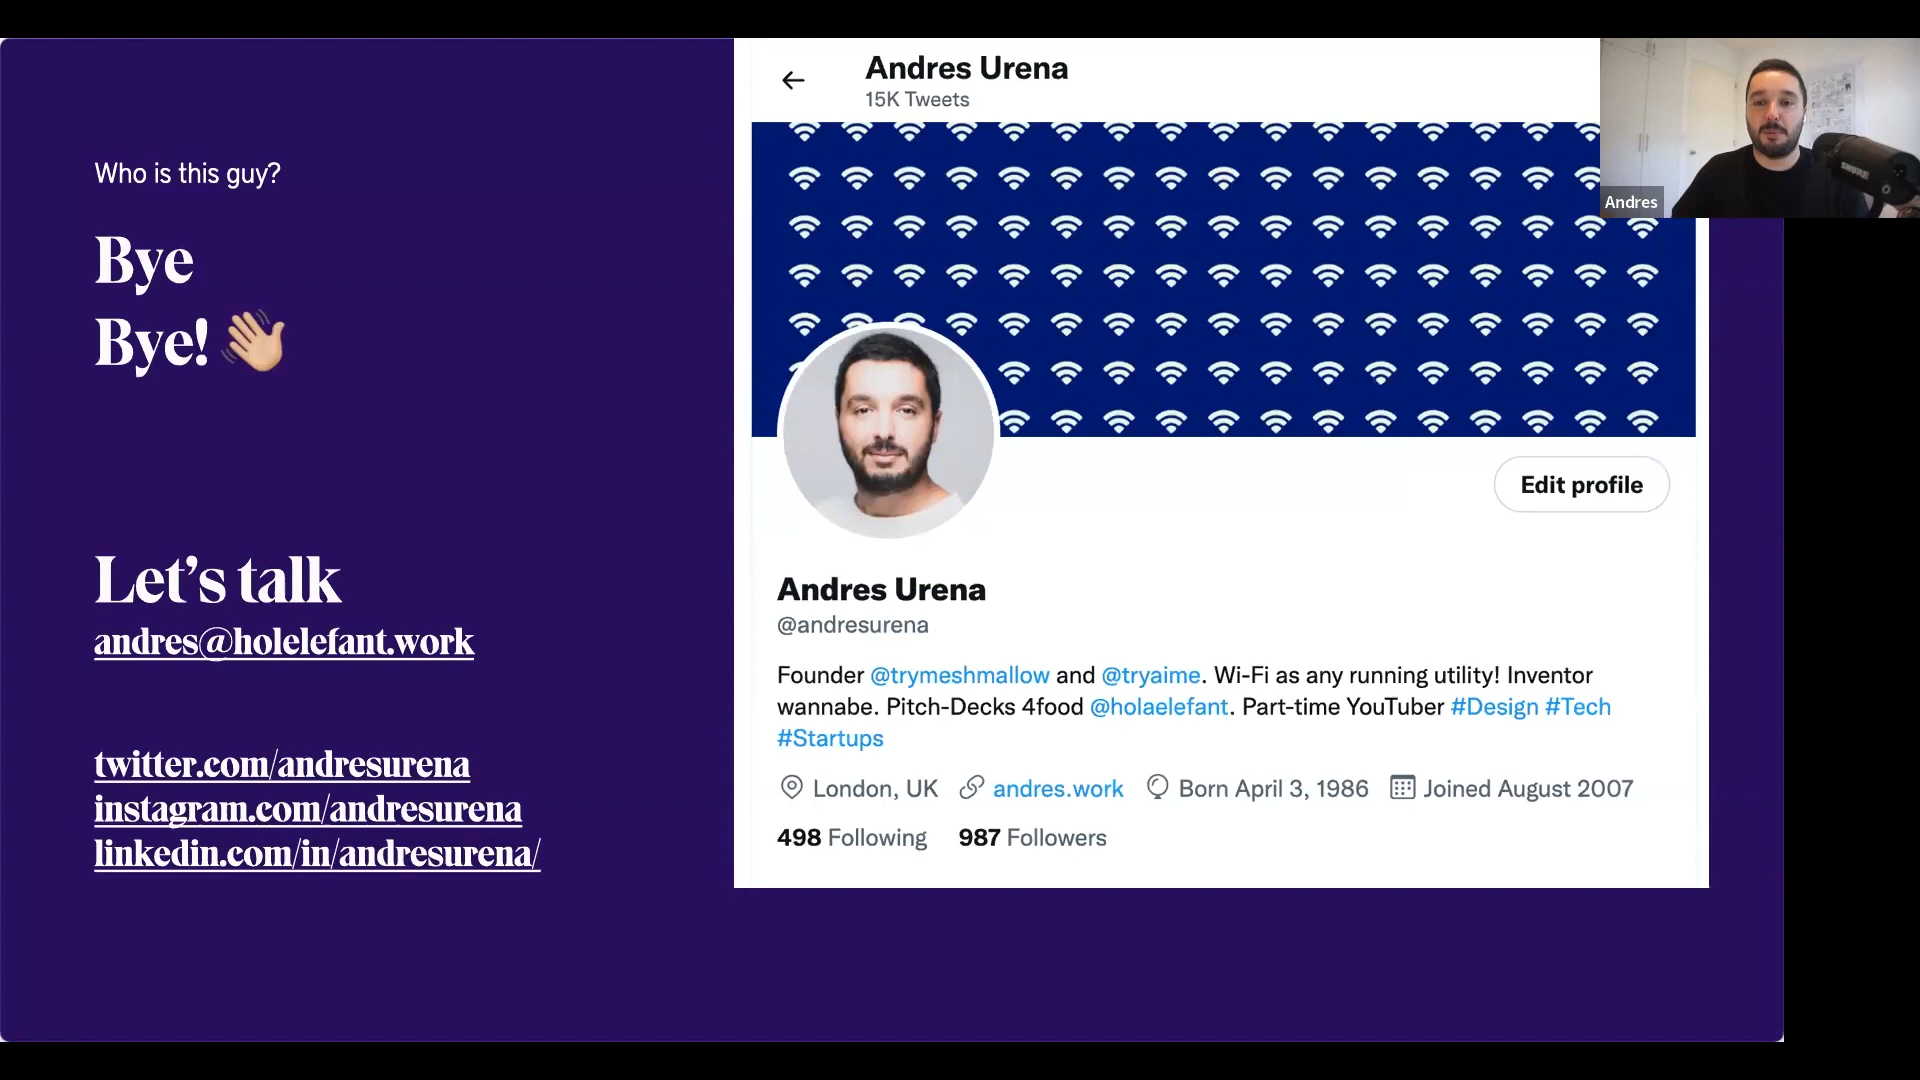 Who is this guy?
Bye
Bye! 👋🏼
Let's talk
andres@holelefant.work
twitter.com/andresurena
instagram.com/andresurena
linkedin.com/in/andresurena/
Andres Urena
15K Tweets
Edit profile
Andres Urena
@andresurena
Founder @trymeshmallow and @tryaime. Wi-Fi as any running utility! Inventor
wannabe. Pitch-Decks 4food @holaelefant. Part-time YouTuber #Design #Tech
#Startups
London, UK andres.work Born April 3, 1986 Joined August 2007
498 Following 987 Followers
Andres
SHURE